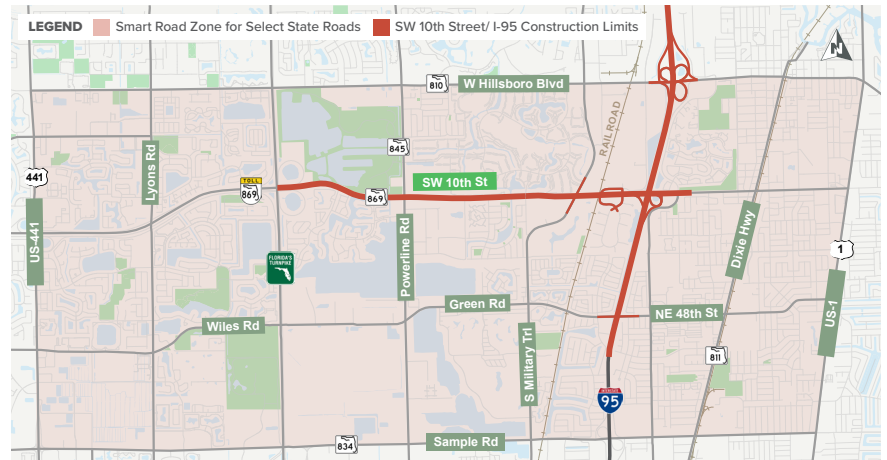 LEGEND
Smart Road Zone for Select State Roads
SW 10th Street/ I-95 Construction Limits
N
810
W Hillsboro Blvd
441
Lyons Rd
845
RAILROAD
TOLL
869
SW 10th St
869
US-441
Powerline Rd
Dixie Hwy
1
FLORIDA'S
TURNPIKE
Green Rd
NE 48th St
US-1
Wiles Rd
S Military Trl
811
INTERSTATE
95
834
Sample Rd